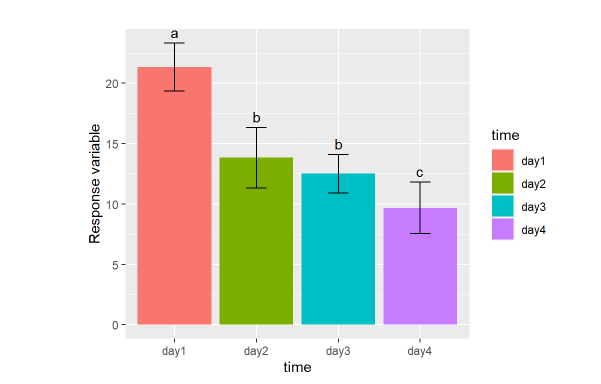 a
b
b
c
20
15
10
5
0
Response variable
day1 day2 day3 day4
time
time
day1
day2
day3
day4